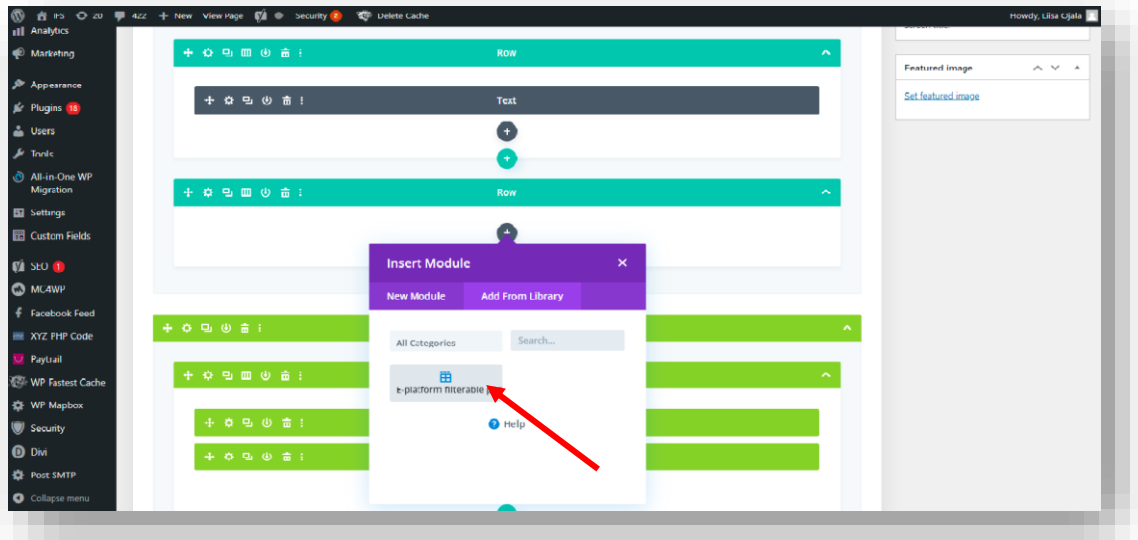 20 422 + New View Page Security 2 Delete Cache Howdy, Liisa Ojala
Analytics
Marketing
Appearance
Plugins 18
Users
Tools
All-in-One WP
Migration
Settings
Custom Fields
SEO 1
MC4WP
Facebook Feed
XYZ PHP Code
Paytrail
WP Fastest Cache
WP Mapbox
Security
Divi
Post SMTP
Collapse menu
Row
Text
Row
Insert Module
New Module Add From Library
All Categories Search...
E-platform filterable
Help
Featured image
Set featured image